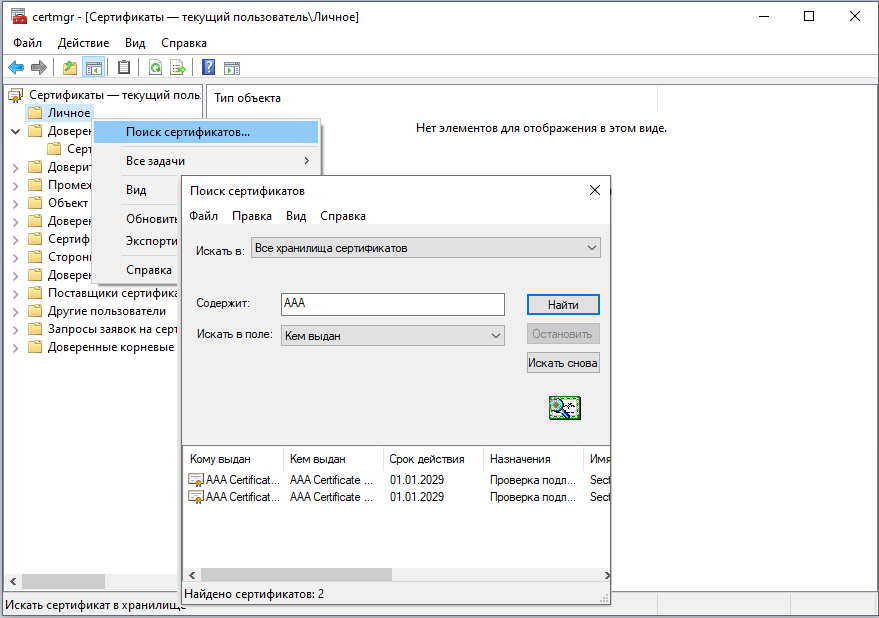 certmgr - [Сертификаты — текущий пользователь\Личное]
Файл Действие Вид Справка
Сертификаты — текущий поль
Тип объекта
Личное
Нет элементов для отображения в этом виде.
Доверен
Серт
Доверит
Промеж
Объект
Доверен
Сертиф
Сторонн
Доверен
Поставщики сертифика
Другие пользователи
Запросы заявок на серт
Доверенные корневые
Поиск сертификатов...
Все задачи
Вид
Обновить
Экспорти
Справка
Поиск сертификатов
Файл Правка Вид Справка
Искать в: Все хранилища сертификатов
Содержит: AAA
Найти
Искать в поле: Кем выдан
Остановить
Искать снова
Кому выдан Кем выдан Срок действия Назначения Имя
AAA Certificat... AAA Certificate ... 01.01.2029 Проверка подп... Sect
AAA Certificat... AAA Certificate ... 01.01.2029 Проверка подп... Sect
Найдено сертификатов: 2
Искать сертификат в хранилище